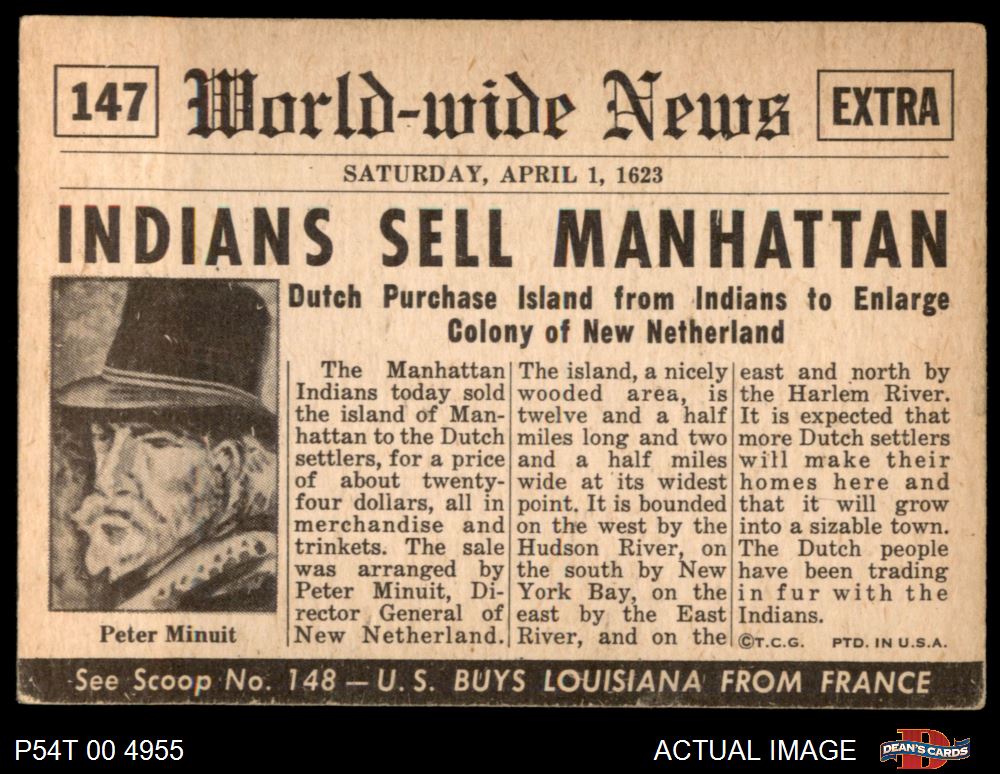 147 World-wide News EXTRA
SATURDAY, APRIL 1, 1623
INDIANS SELL MANHATTAN
Dutch Purchase Island from Indians to Enlarge
Colony of New Netherland
The Manhattan
Indians today sold
the island of Man-
hattan to the Dutch
settlers, for a price
of about twenty-
four dollars, all in
merchandise and
trinkets. The sale
was arranged by
Peter Minuit, Di-
rector General of
New Netherland.
The island, a nicely
wooded area, is
twelve and a half
miles long and two
and a half miles
wide at its widest
point. It is bounded
on the west by the
Hudson River, on
the south by New
York Bay, on the
east by the East
River, and on the
east and north by
the Harlem River.
It is expected that
more Dutch settlers
will make their
homes here and
that it will grow
into a sizable town.
The Dutch people
have been trading
in fur with the
Indians.
©T.C.G. PTD. IN U.S.A.
Peter Minuit
See Scoop No. 148 — U. S. BUYS LOUISIANA FROM FRANCE
P54T 00 4955
ACTUAL IMAGE
DEAN'S CARDS